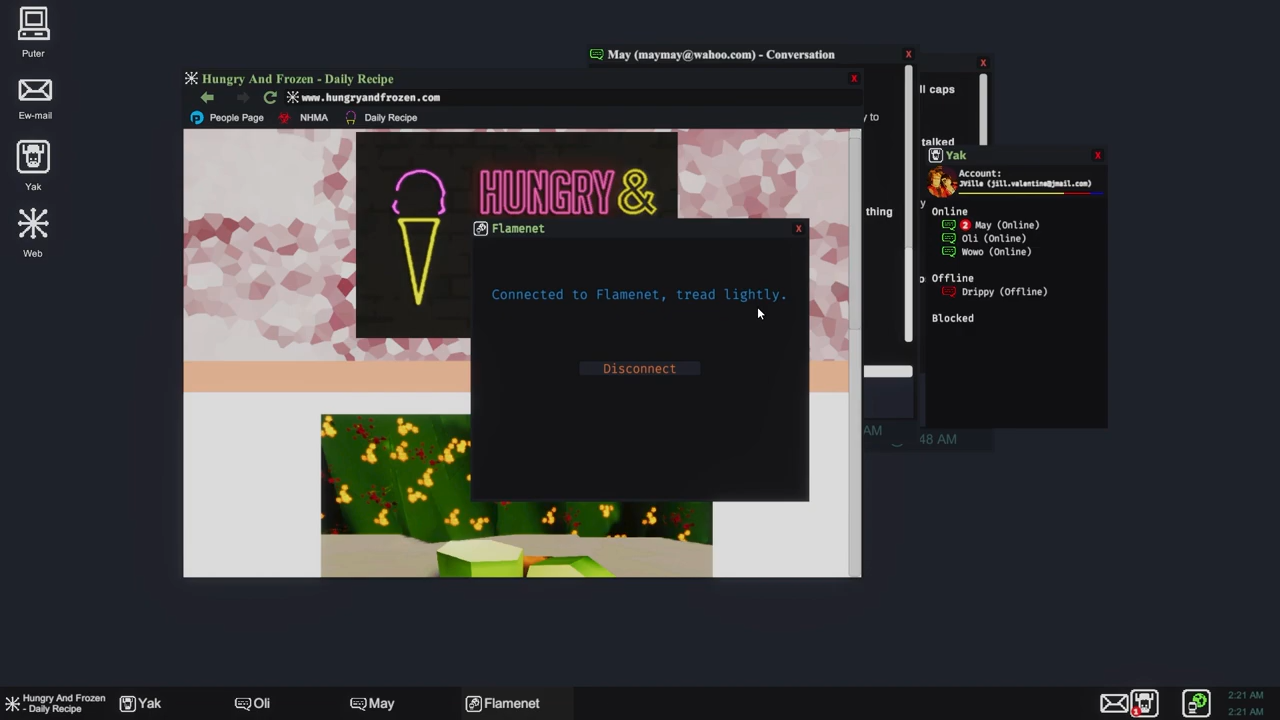 Puter
Ew-mail
Yak
Web
May (maymay@wahoo.com) - Conversation
ll caps
y to
talked
thing
AM
48 AM
Hungry And Frozen - Daily Recipe
www.hungryandfrozen.com
People Page
NHMA
Daily Recipe
HUNGRY &
Flamenet
Connected to Flamenet, tread lightly.
Disconnect
Yak
Account:
JVille (jill.valentine@jmail.com)
Online
2 May (Online)
Oli (Online)
Wowo (Online)
Offline
Drippy (Offline)
Blocked
Hungry And Frozen
- Daily Recipe
Yak
Oli
May
Flamenet
1
2:21 AM
2:21 AM